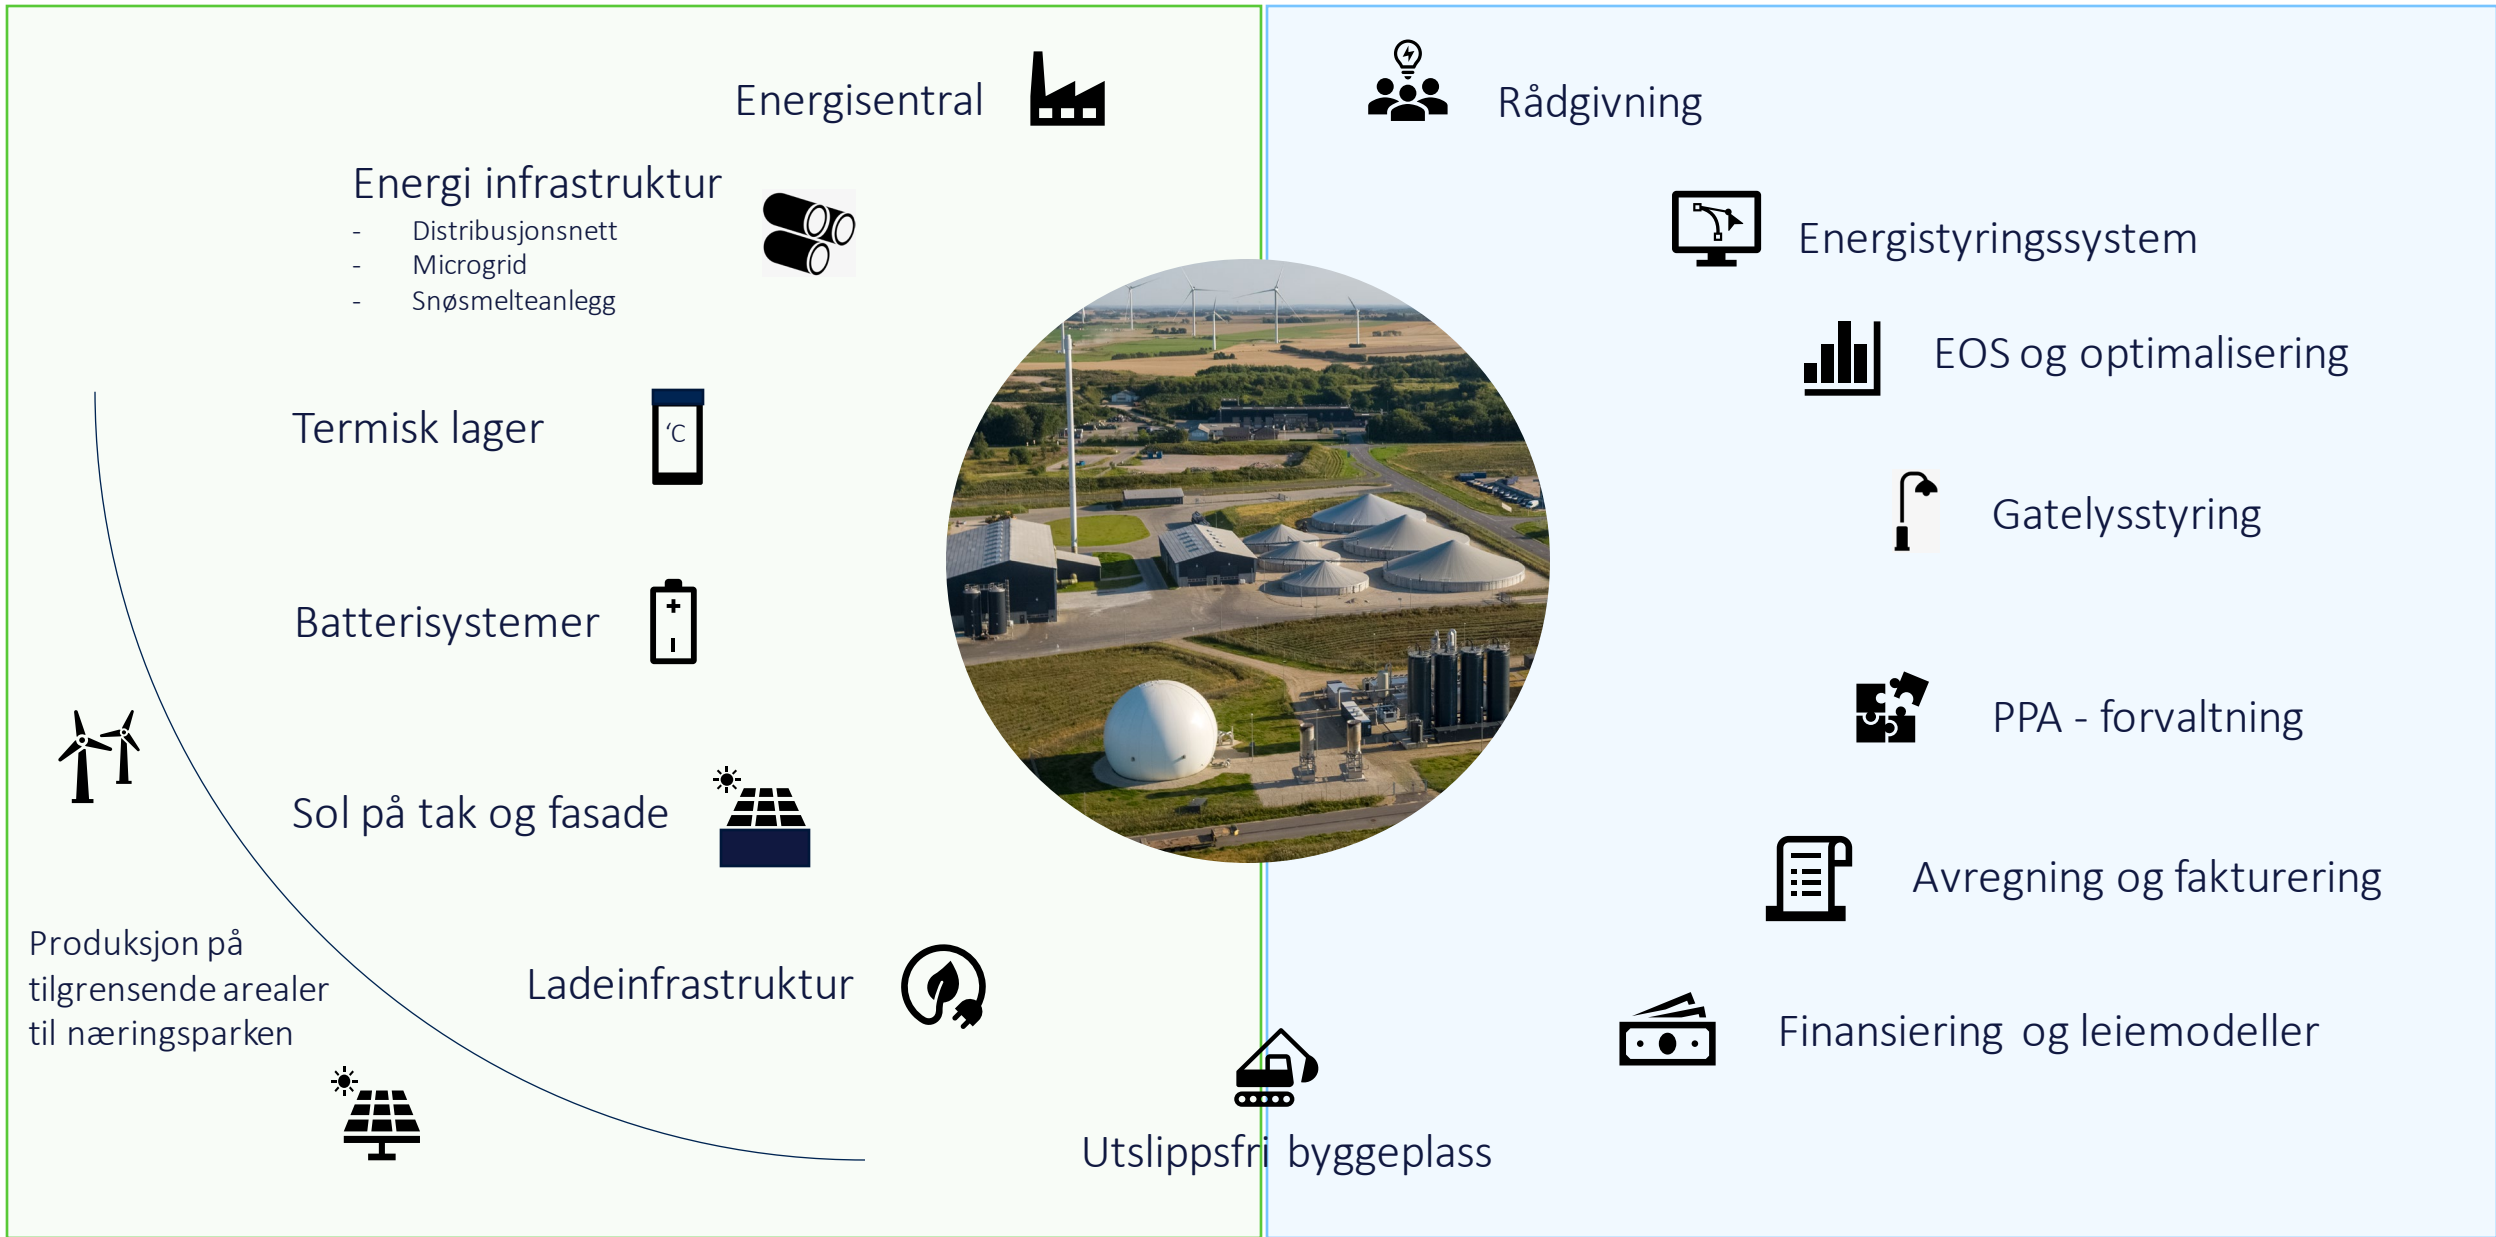 Energisentral
Energi infrastruktur
- Distribusjonsnett
- Microgrid
- Snøsmelteanlegg
Termisk lager
‘C
Batterisystemer
Sol på tak og fasade
Produksjon på
tilgrensende arealer
til næringsparken
Ladeinfrastruktur
Utslippsfri byggeplass
Rådgivning
Energistyringssystem
EOS og optimalisering
Gatelysstyring
PPA - forvaltning
Avregning og fakturering
Finansiering og leiemodeller